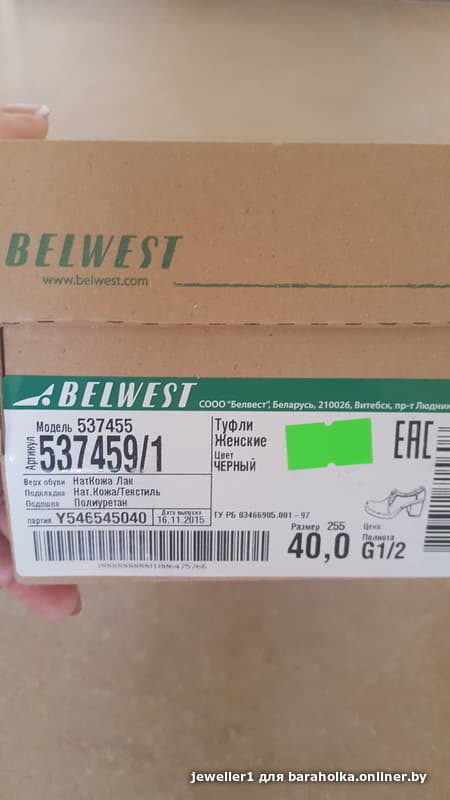 BELWEST
www.belwest.com
BELWEST СООО "Белвест", Беларусь, 210026, Витебск, пр-т Людник
Модель 537455
Артикул 537459/1
Верх обуви НатКожа Лак
Подкладка Нат.Кожа/Текстиль
Подошва Полиуретан
партия Y546545040
Дата выпуска
16.11.2015
Туфли
Женские
Цвет
ЧЕРНЫЙ
EAC
ТУ РБ 03466905.001-97
Размер 255
40,0
Цена:
Полнота
G1/2
jeweller1 для baraholka.onliner.by